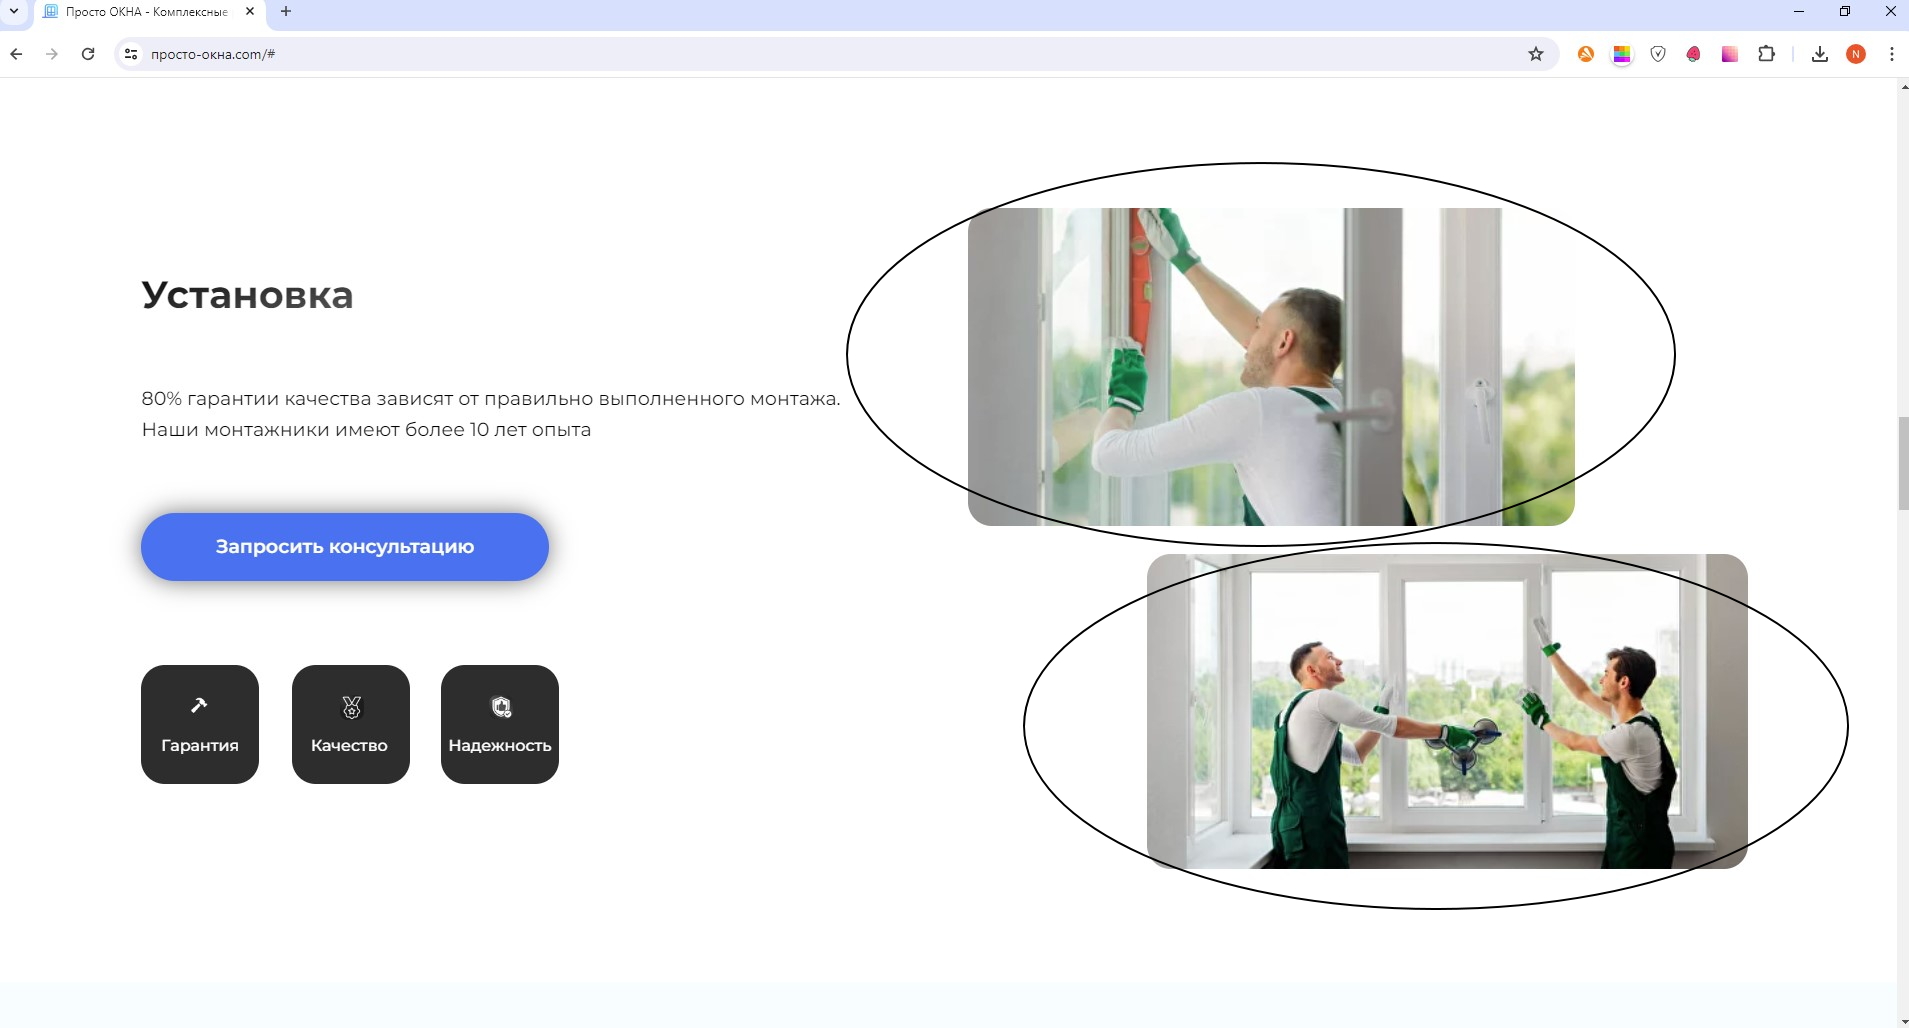 Просто ОКНА - Комплексные
просто-окна.com/#
N
Установка
80% гарантии качества зависят от правильно выполненного монтажа.
Наши монтажники имеют более 10 лет опыта
Запросить консультацию
Гарантия
Качество
Надежность